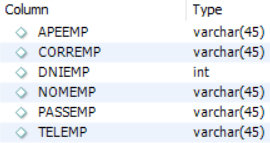 Column Type
APEEMP varchar(45)
CORREMP varchar(45)
DNIEMP int
NOMEMP varchar(45)
PASSEMP varchar(45)
TELEMP varchar(45)